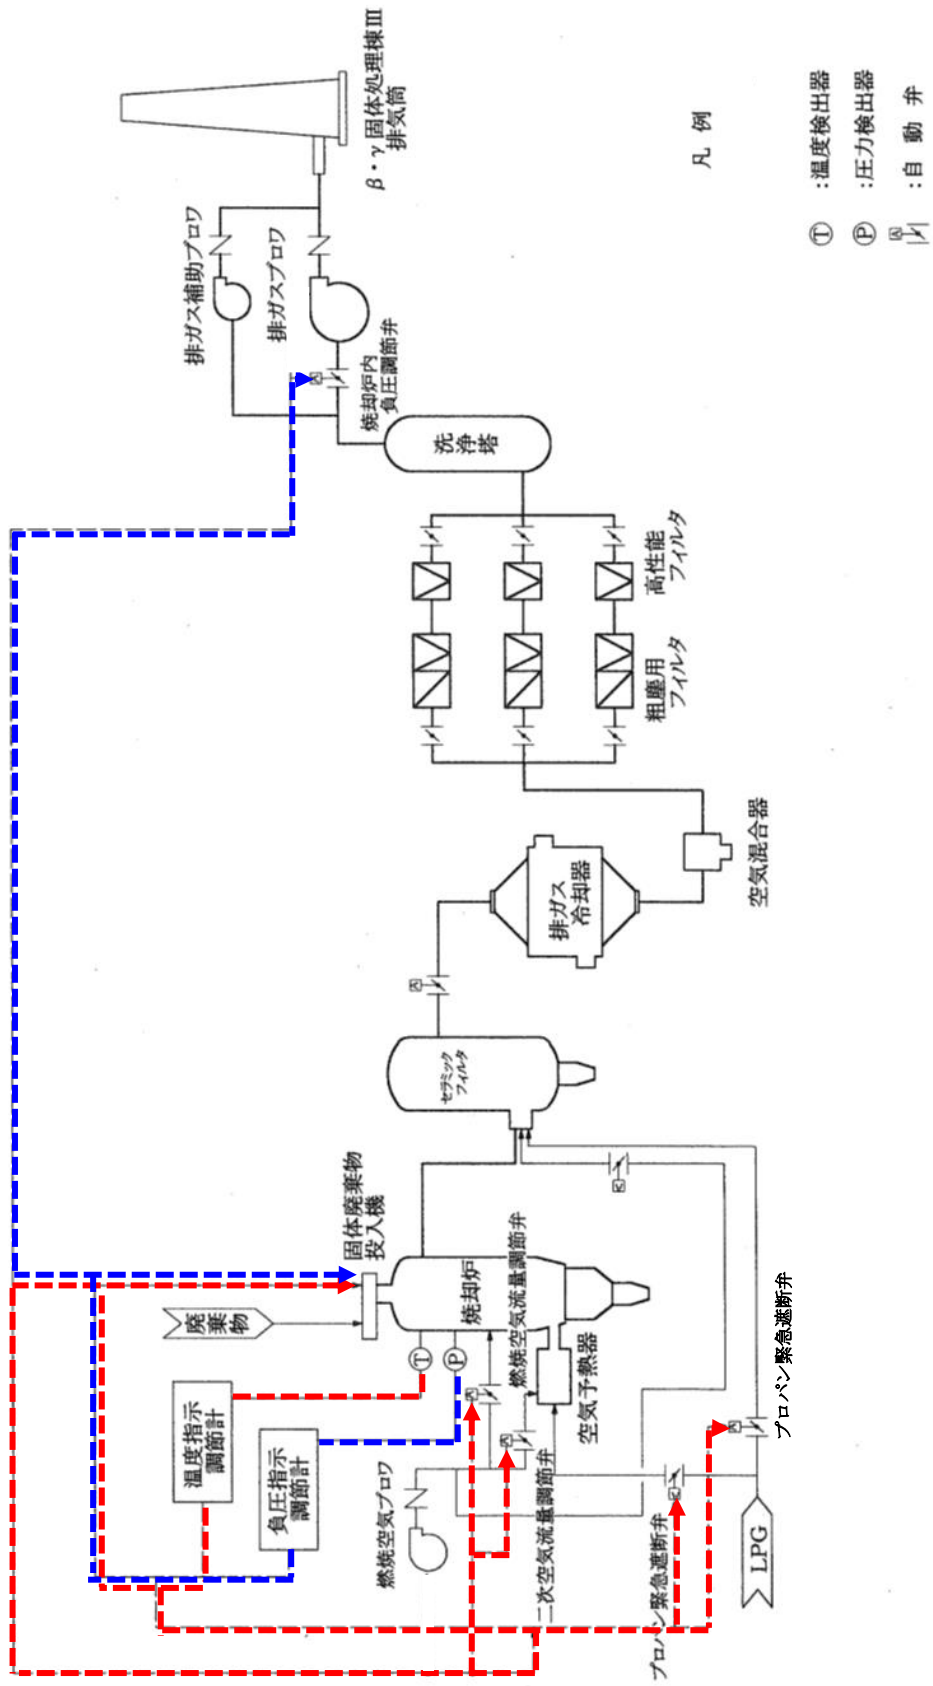 β・γ 固体処理棟Ⅲ
排気筒
排ガス補助ブロワ
排ガスブロワ
焼却炉内
負圧調節弁
洗浄塔
高性能
フィルタ
粗塵用
フィルタ
空気混合器
排ガス
冷却器
セラミック
フィルタ
固体廃棄物
投入機
廃棄物
焼却炉
T
P
燃焼空気流量調節弁
空気予熱器
温度指示
調節計
負圧指示
調節計
燃焼空気ブロワ
二次空気流量調節弁
プロパン緊急遮断弁
プロパン緊急遮断弁
LPG
凡 例
T :温度検出器
P :圧力検出器
A :自 動 弁